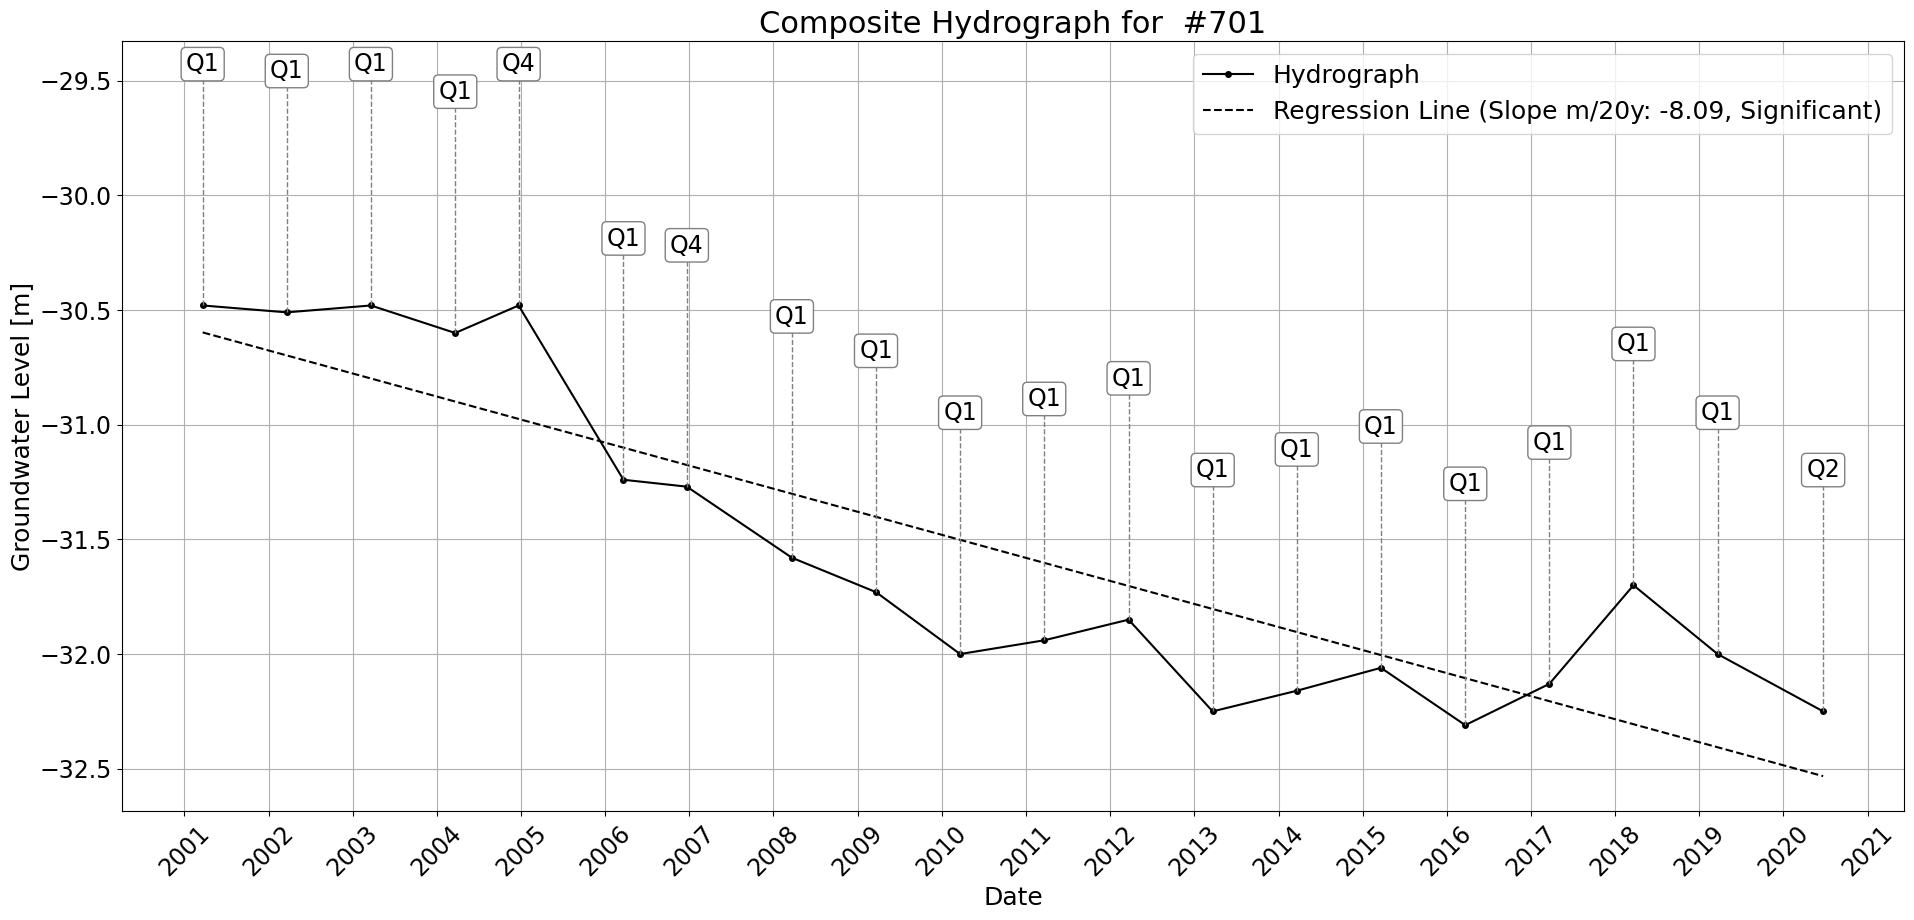 Composite Hydrograph for #701
Hydrograph
Regression Line (Slope m/20y: -8.09, Significant)
Q1
Q1
Q1
Q1
Q4
Q1
Q4
Q1
Q1
Q1
Q1
Q1
Q1
Q1
Q1
Q1
Q1
Q1
Q1
Q2
Groundwater Level [m]
−29.5
−30.0
−30.5
−31.0
−31.5
−32.0
−32.5
2001
2002
2003
2004
2005
2006
2007
2008
2009
2010
2011
2012
2013
2014
2015
2016
2017
2018
2019
2020
2021
Date